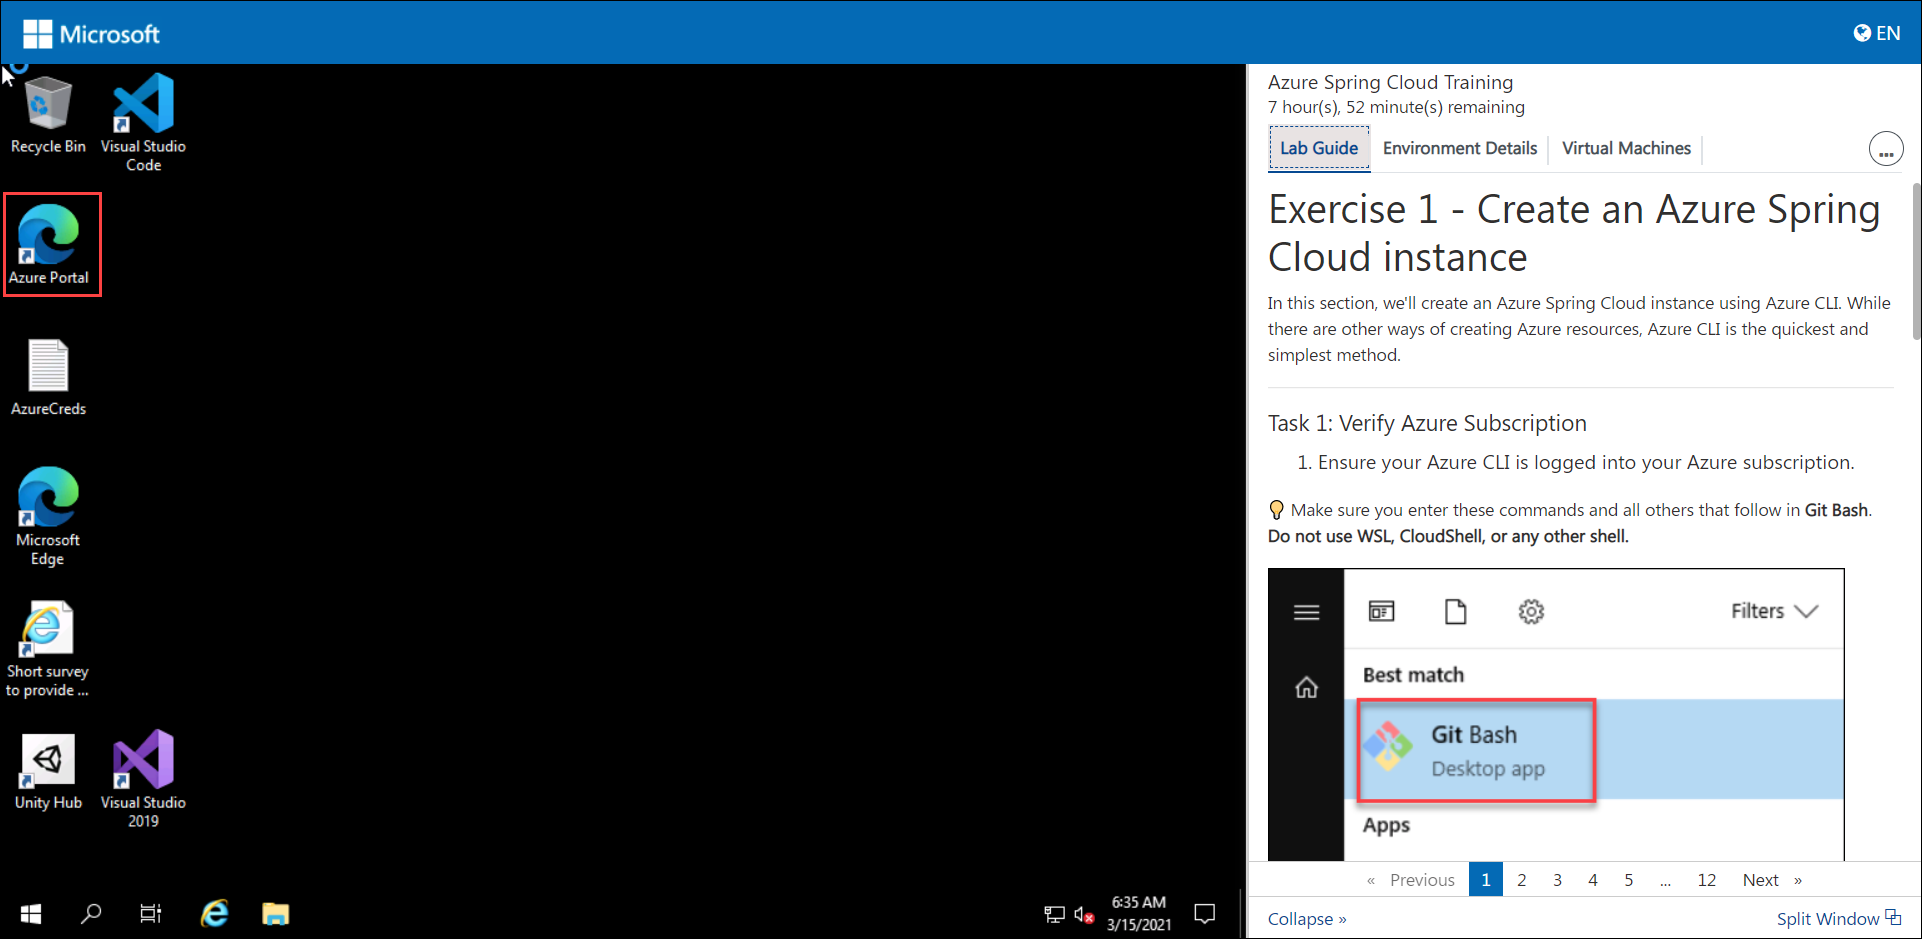 Microsoft
EN
Recycle Bin
Visual Studio
Code
Azure Portal
AzureCreds
Microsoft
Edge
Short survey
to provide ...
Unity Hub
Visual Studio
2019
6:35 AM
3/15/2021
Azure Spring Cloud Training
7 hour(s), 52 minute(s) remaining
Lab Guide
Environment Details
Virtual Machines
...
Exercise 1 - Create an Azure Spring
Cloud instance
In this section, we'll create an Azure Spring Cloud instance using Azure CLI. While
there are other ways of creating Azure resources, Azure CLI is the quickest and
simplest method.
Task 1: Verify Azure Subscription
1. Ensure your Azure CLI is logged into your Azure subscription.
Make sure you enter these commands and all others that follow in Git Bash.
Do not use WSL, CloudShell, or any other shell.
Filters
Best match
Git Bash
Desktop app
Apps
« Previous 1 2 3 4 5 ... 12 Next »
Collapse »
Split Window